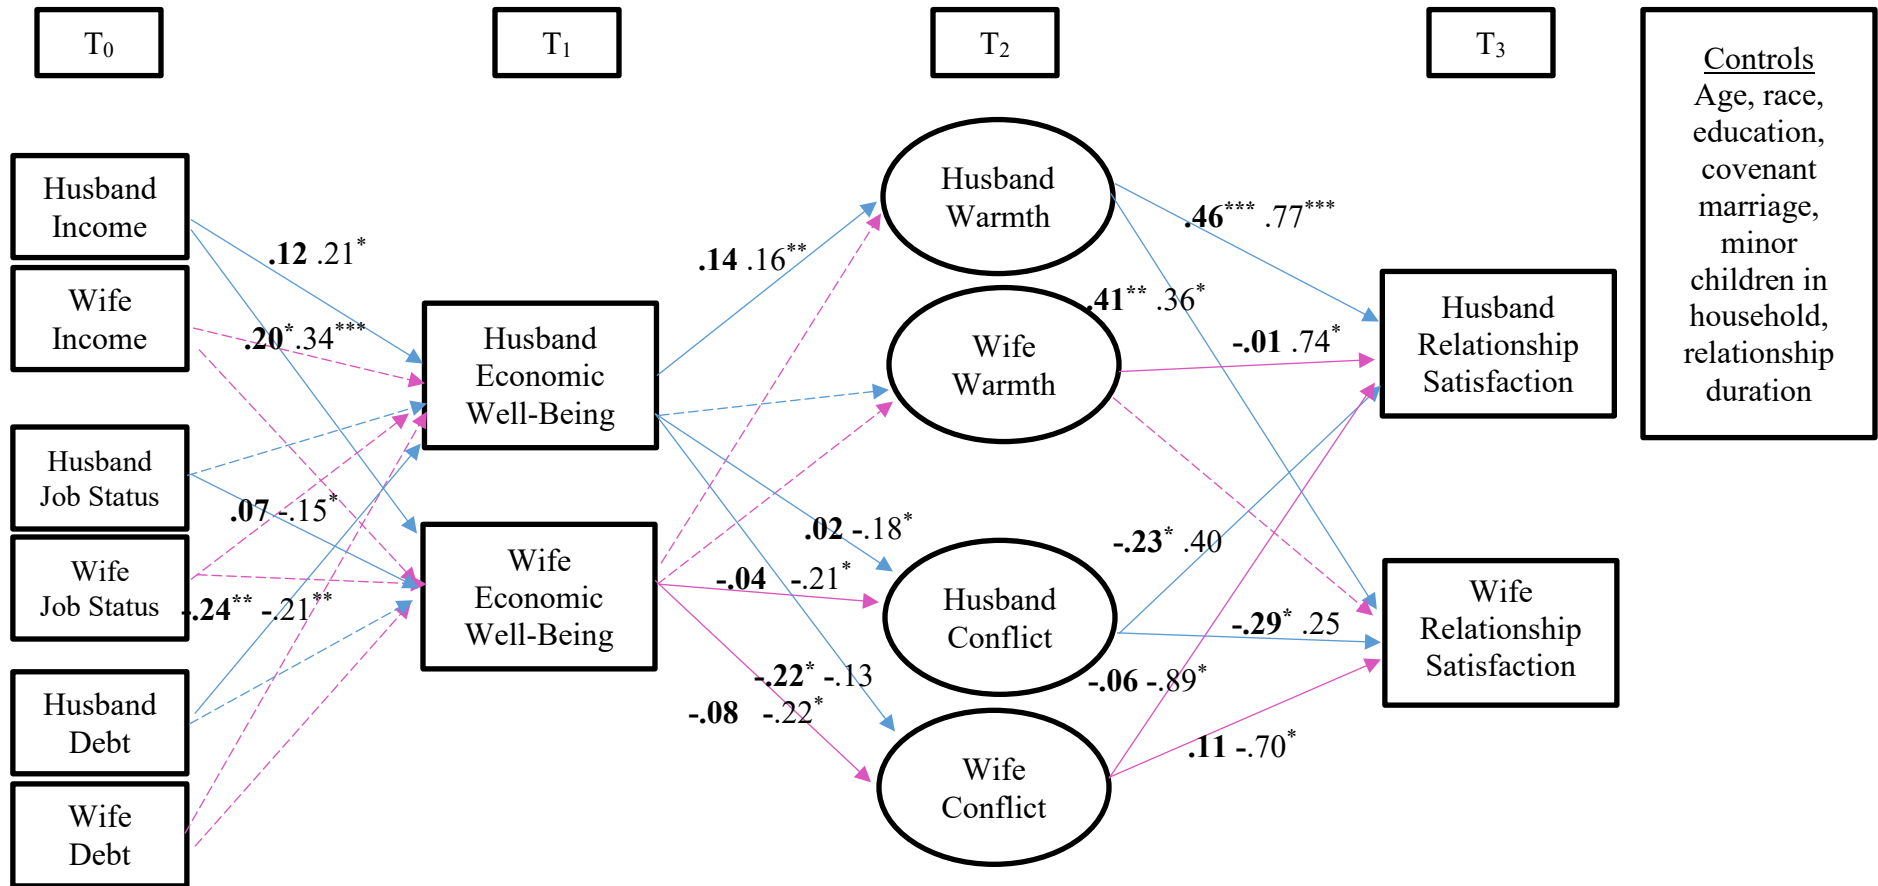 T₀
T₁
T₂
T₃
Controls
Age, race,
education,
covenant
marriage,
minor
children in
household,
relationship
duration
Husband
Income
Wife
Income
Husband
Job Status
Wife
Job Status
Husband
Debt
Wife
Debt
.12 .21*
.20* .34***
.07 -.15*
-.24** -.21**
Husband
Economic
Well-Being
Wife
Economic
Well-Being
.14 .16**
.02 -.18*
-.04 -.21*
-.22* -.13
-.08 -.22*
Husband
Warmth
Wife
Warmth
Husband
Conflict
Wife
Conflict
.46*** .77***
.41** .36*
-.01 .74*
-.23* .40
-.29* .25
-.06 -.89*
.11 -.70*
Husband
Relationship
Satisfaction
Wife
Relationship
Satisfaction